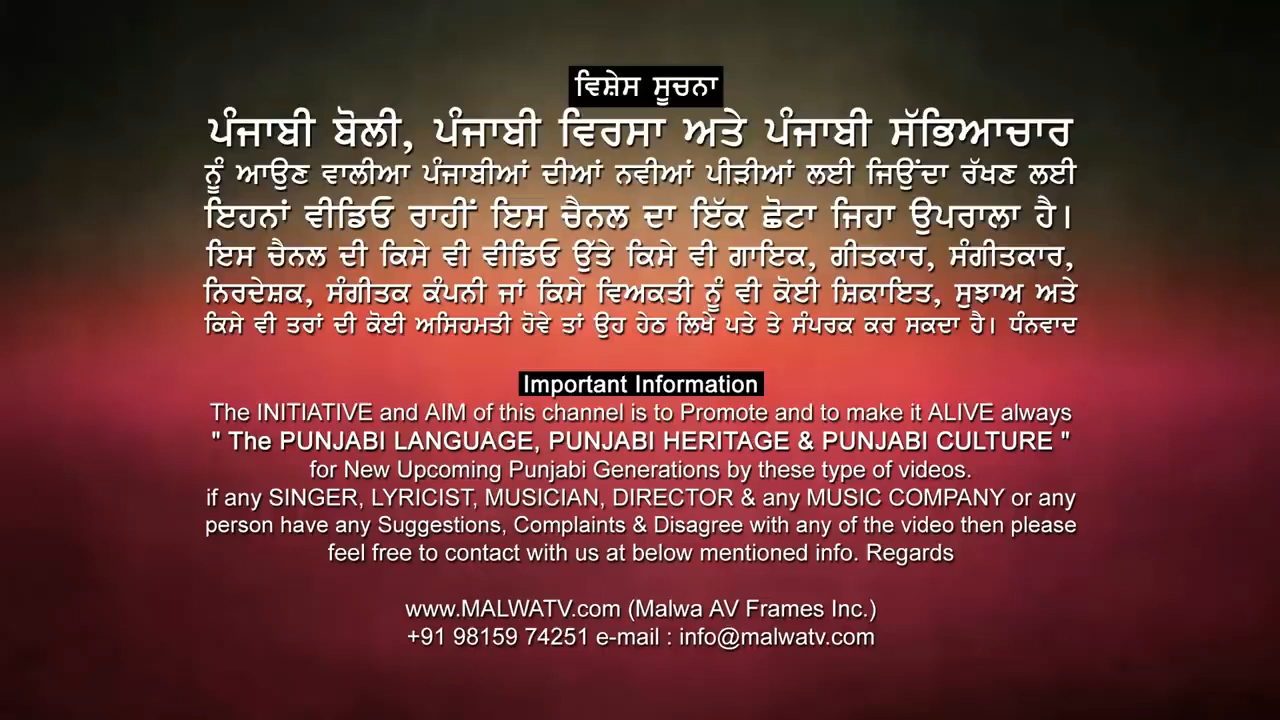 ਵਿਸ਼ੇਸ ਸੂਚਨਾ
ਪੰਜਾਬੀ ਬੋਲੀ, ਪੰਜਾਬੀ ਵਿਰਸਾ ਅਤੇ ਪੰਜਾਬੀ ਸੱਭਿਆਚਾਰ
ਨੂੰ ਆਉਣ ਵਾਲੀਆ ਪੰਜਾਬੀਆਂ ਦੀਆਂ ਨਵੀਆਂ ਪੀੜੀਆਂ ਲਈ ਜਿਉਂਦਾ ਰੱਖਣ ਲਈ
ਇਹਨਾਂ ਵੀਡਿਓ ਰਾਹੀਂ ਇਸ ਚੈਨਲ ਦਾ ਇੱਕ ਛੋਟਾ ਜਿਹਾ ਉਪਰਾਲਾ ਹੈ।
ਇਸ ਚੈਨਲ ਦੀ ਕਿਸੇ ਵੀ ਵੀਡਿਓ ਉੱਤੇ ਕਿਸੇ ਵੀ ਗਾਇਕ, ਗੀਤਕਾਰ, ਸੰਗੀਤਕਾਰ,
ਨਿਰਦੇਸ਼ਕ, ਸੰਗੀਤਕ ਕੰਪਨੀ ਜਾਂ ਕਿਸੇ ਵਿਅਕਤੀ ਨੂੰ ਵੀ ਕੋਈ ਸ਼ਿਕਾਇਤ, ਸੁਝਾਅ ਅਤੇ
ਕਿਸੇ ਵੀ ਤਰਾਂ ਦੀ ਕੋਈ ਅਸਿਹਮਤੀ ਹੋਵੇ ਤਾਂ ਉਹ ਹੇਠ ਲਿਖੇ ਪਤੇ ਤੇ ਸੰਪਰਕ ਕਰ ਸਕਦਾ ਹੈ। ਧੰਨਵਾਦ
Important Information
The INITIATIVE and AIM of this channel is to Promote and to make it ALIVE always
" The PUNJABI LANGUAGE, PUNJABI HERITAGE & PUNJABI CULTURE "
for New Upcoming Punjabi Generations by these type of videos.
if any SINGER, LYRICIST, MUSICIAN, DIRECTOR & any MUSIC COMPANY or any
person have any Suggestions, Complaints & Disagree with any of the video then please
feel free to contact with us at below mentioned info. Regards
www.MALWATV.com (Malwa AV Frames Inc.)
+91 98159 74251 e-mail : info@malwatv.com